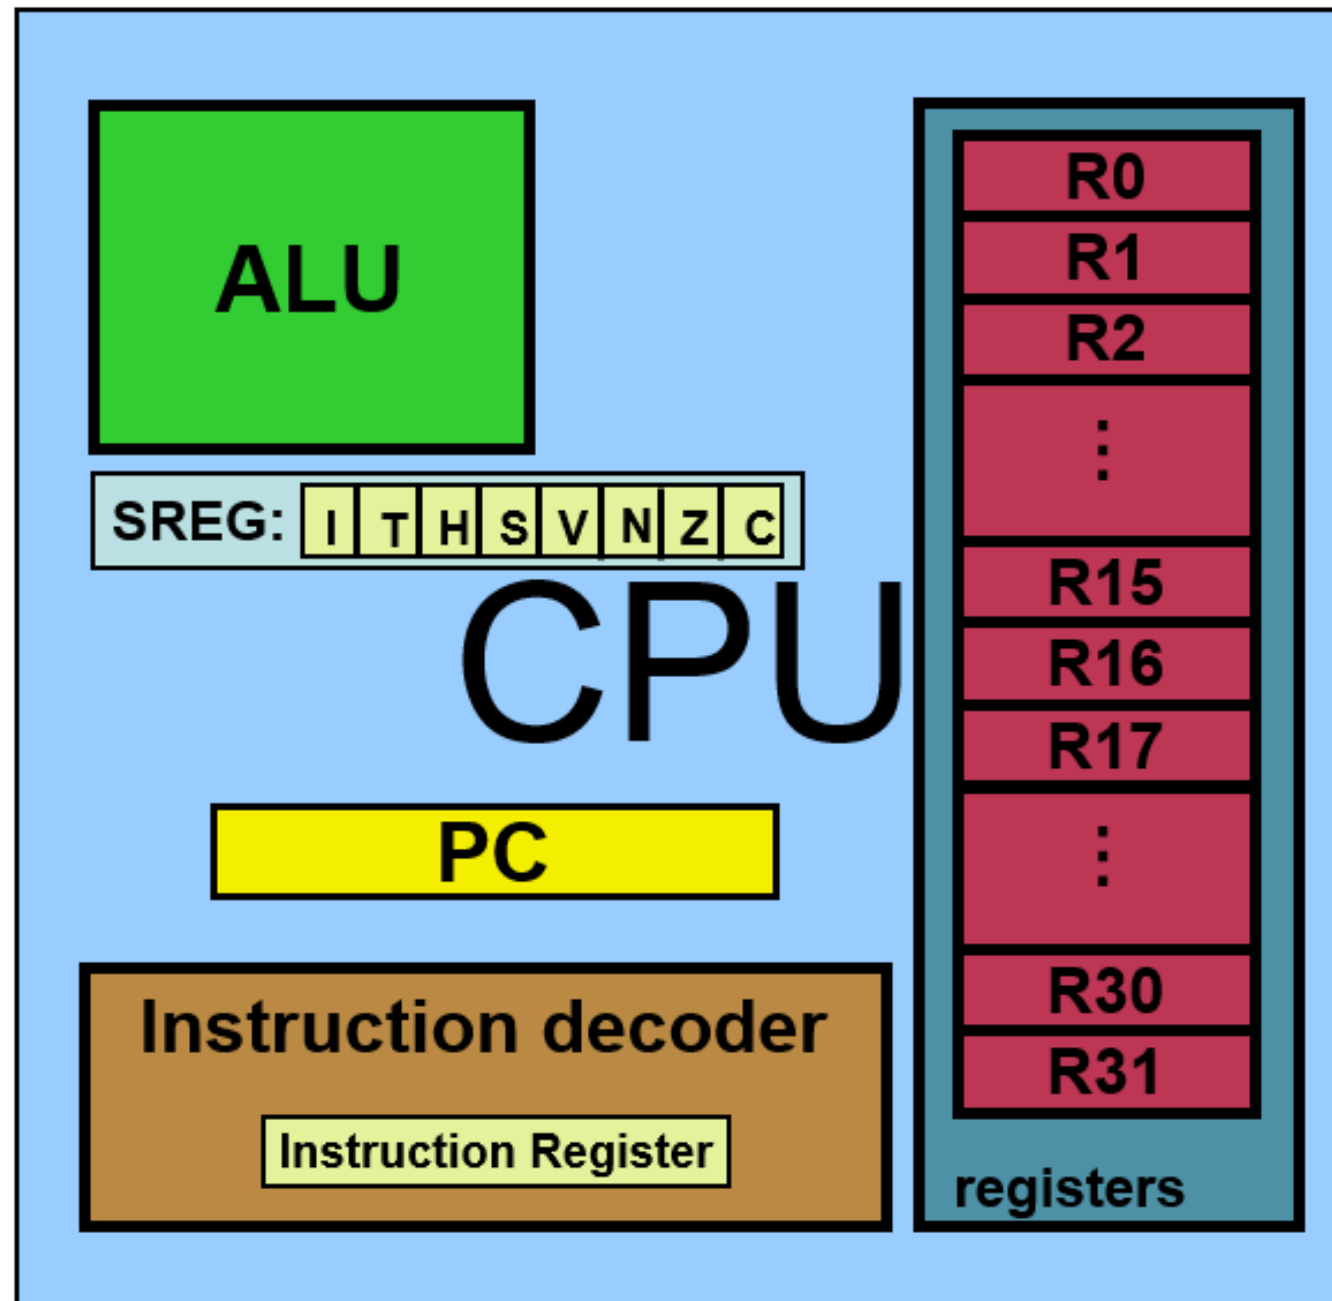 ALU
SREG: I T H S V N Z C
CPU
PC
Instruction decoder
Instruction Register
R0
R1
R2
⋮
R15
R16
R17
⋮
R30
R31
registers